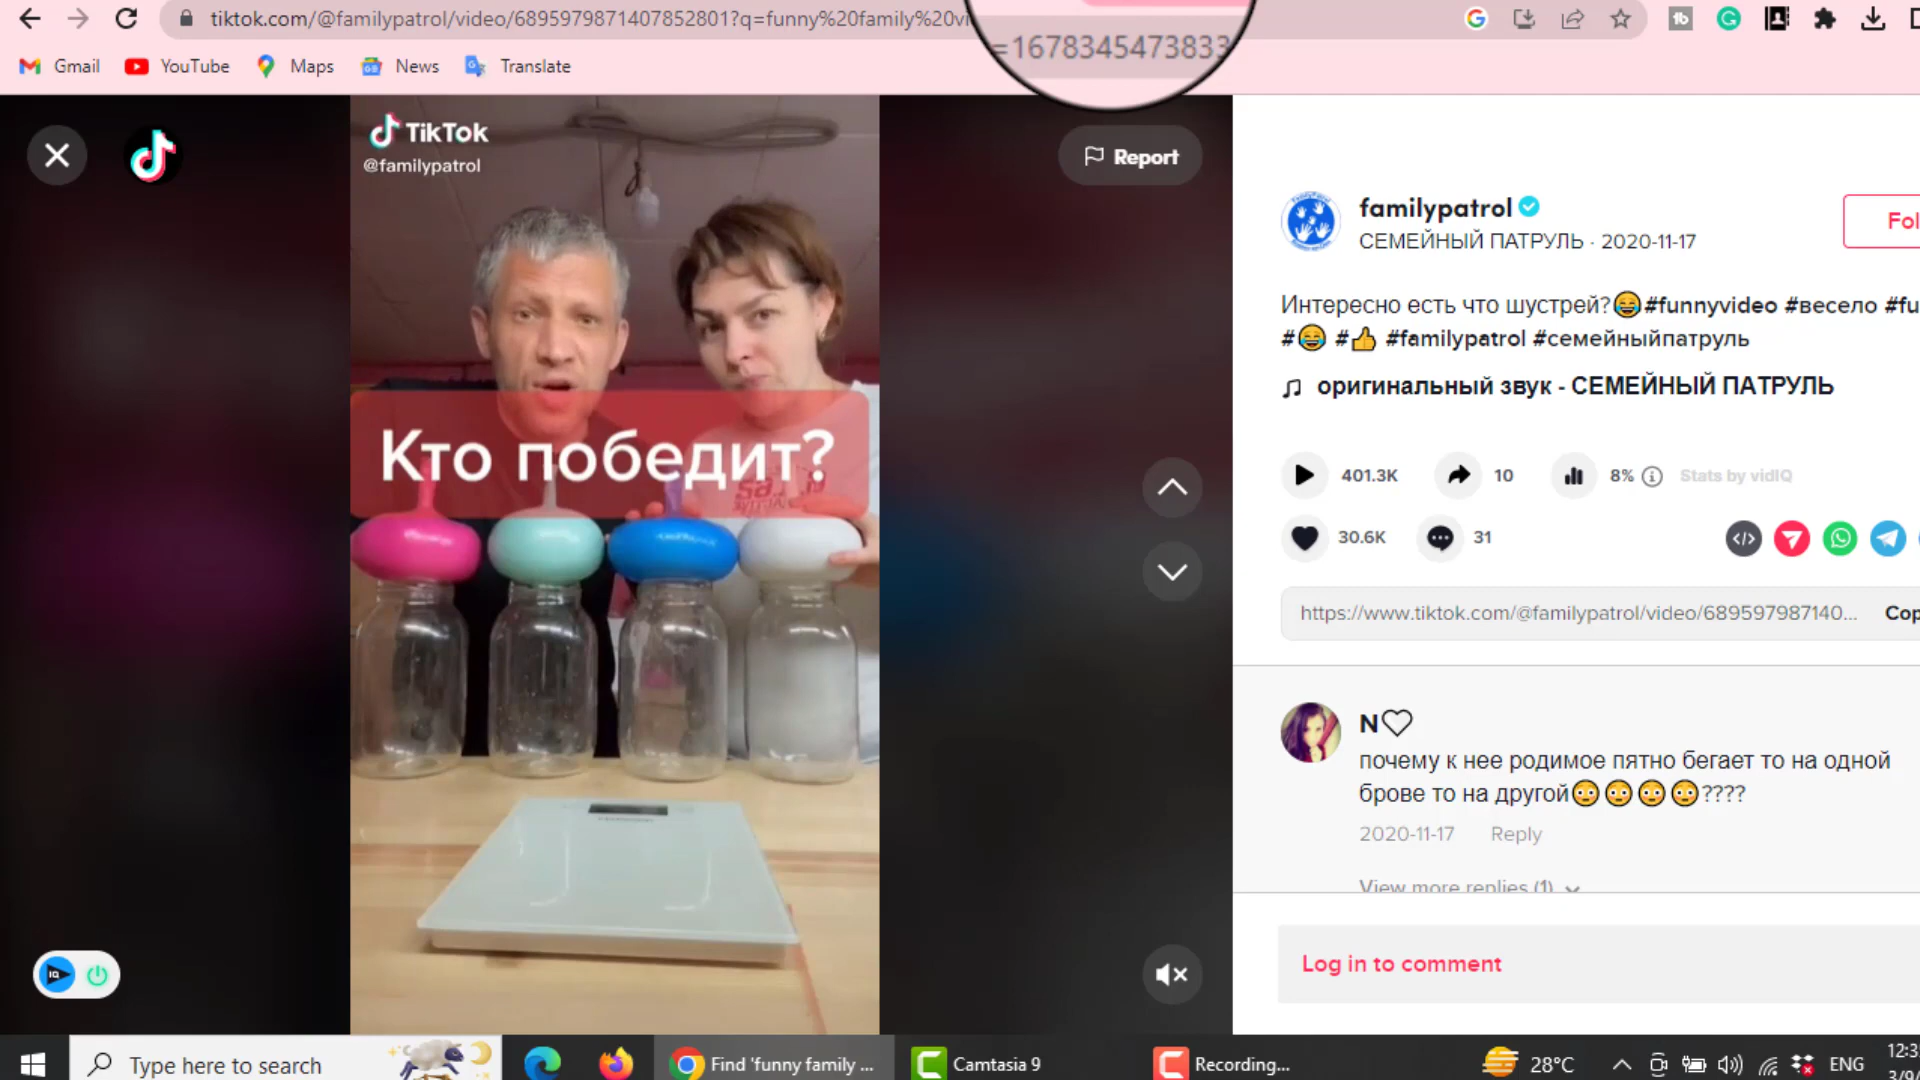 tiktok.com/@familypatrol/video/6895979871407852801?q=funny%20family%20vi
=1678345473833
Gmail
YouTube
Maps
News
Translate
TikTok
@familypatrol
Report
Кто победит?
familypatrol
СЕМЕЙНЫЙ ПАТРУЛЬ · 2020-11-17
Fol
Интересно есть что шустрей?😂#funnyvideo #весело #fu
#😂 #👍 #familypatrol #семейныйпатруль
оригинальный звук - СЕМЕЙНЫЙ ПАТРУЛЬ
401.3K
10
8%
Stats by vidIQ
30.6K
31
https://www.tiktok.com/@familypatrol/video/689597987140...
Cop
N♡
почему к нее родимое пятно бегает то на одной
брове то на другой😳😳😳😳????
2020-11-17 Reply
View more replies (1)
Log in to comment
IQ
Type here to search
Find 'funny family ...
Camtasia 9
Recording...
28°C
ENG
12:3
3/9/